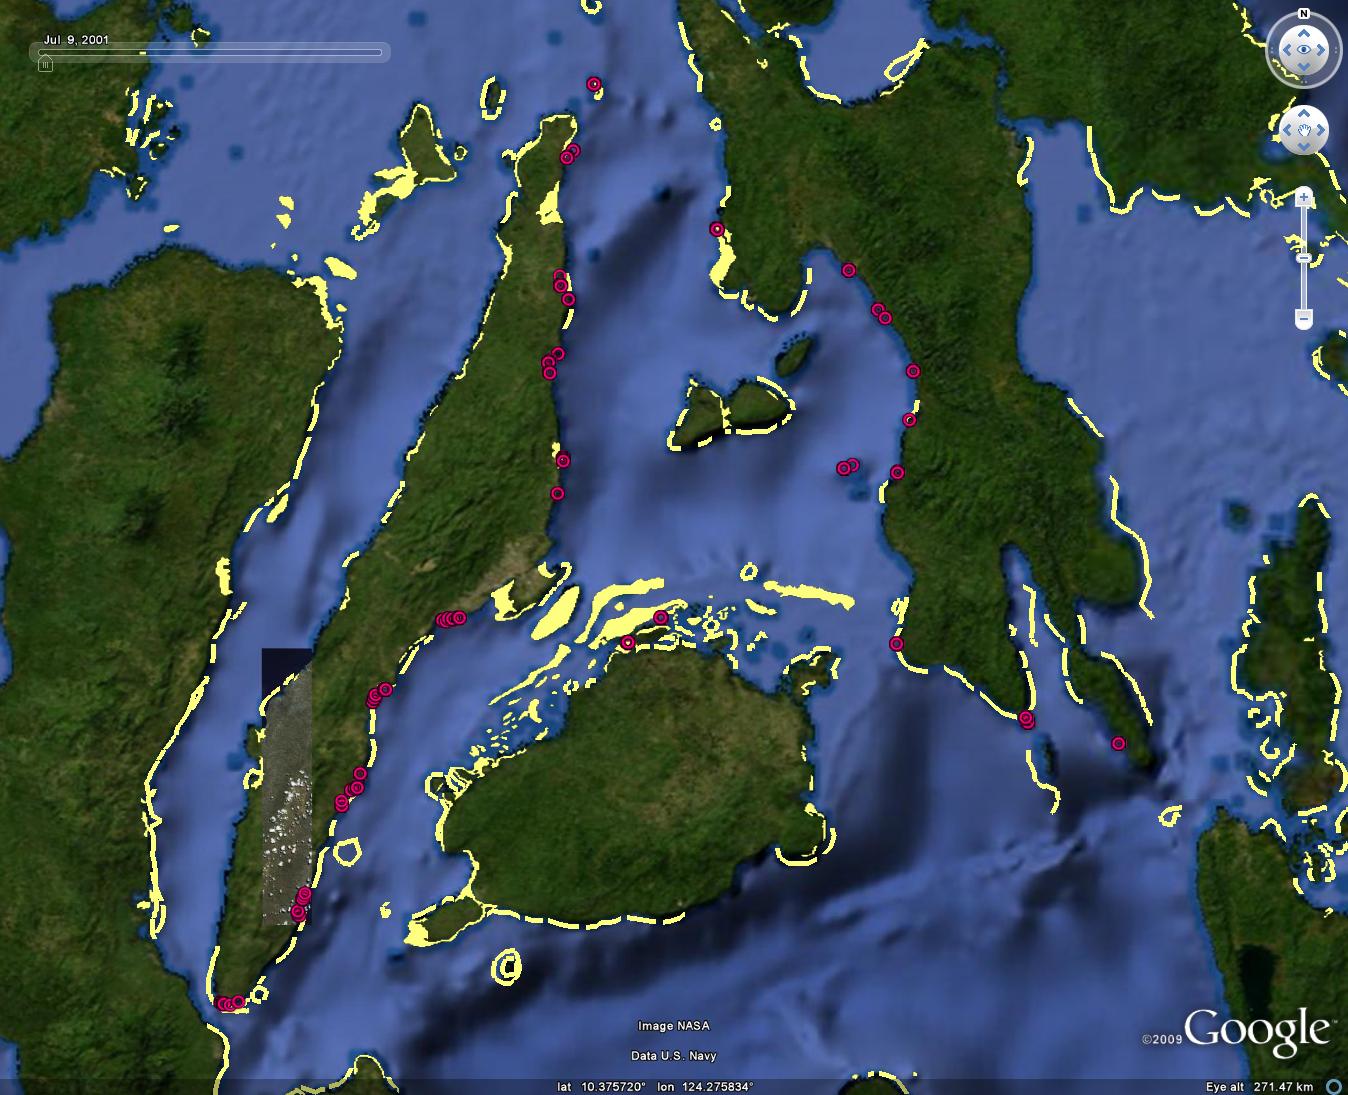 Jul 9, 2001
N
Image NASA
Data U.S. Navy
©2009 Google™
lat 10.375720° lon 124.275834°
Eye alt 271.47 km